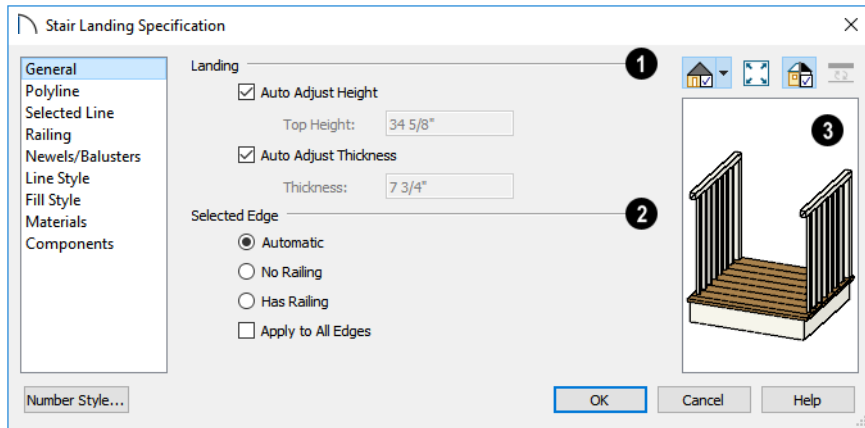 Stair Landing Specification
General
Polyline
Selected Line
Railing
Newels/Balusters
Line Style
Fill Style
Materials
Components
Landing
1
Auto Adjust Height
Top Height: 34 5/8"
Auto Adjust Thickness
Thickness: 7 3/4"
Selected Edge
2
Automatic
No Railing
Has Railing
Apply to All Edges
3
Number Style...
OK
Cancel
Help